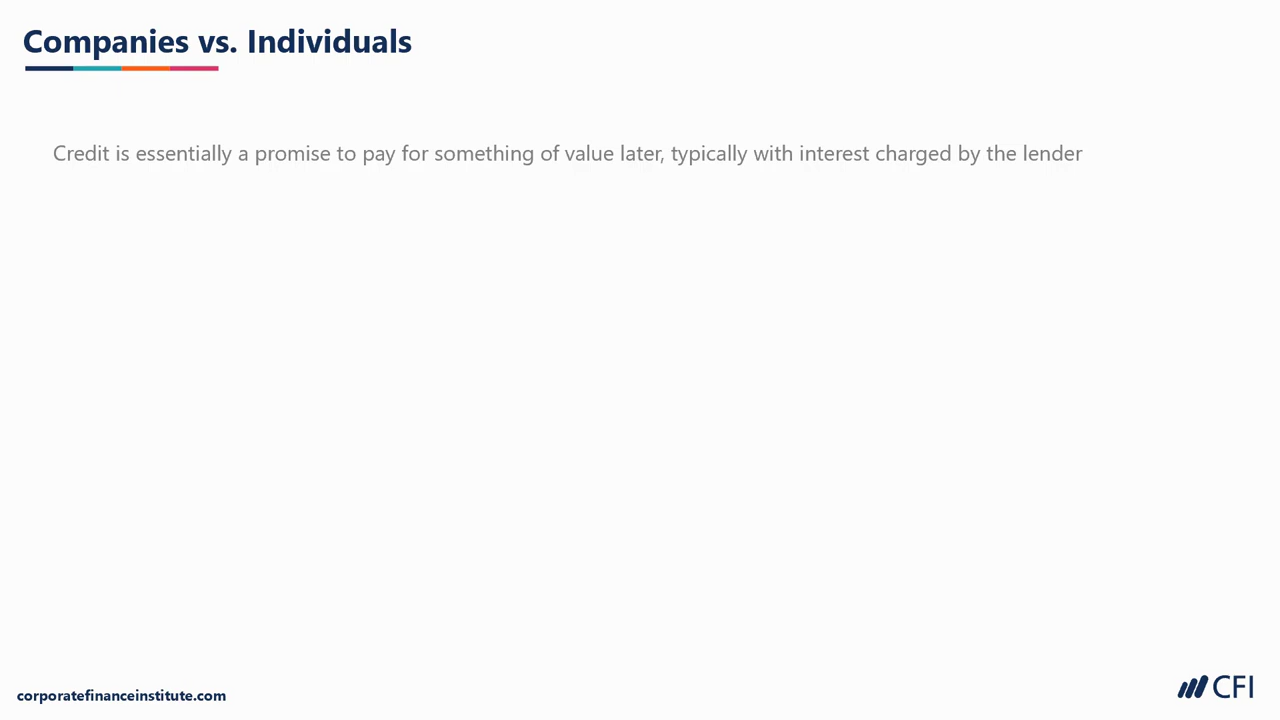 Companies vs. Individuals
Credit is essentially a promise to pay for something of value later, typically with interest charged by the lender
corporatefinanceinstitute.com
CFI